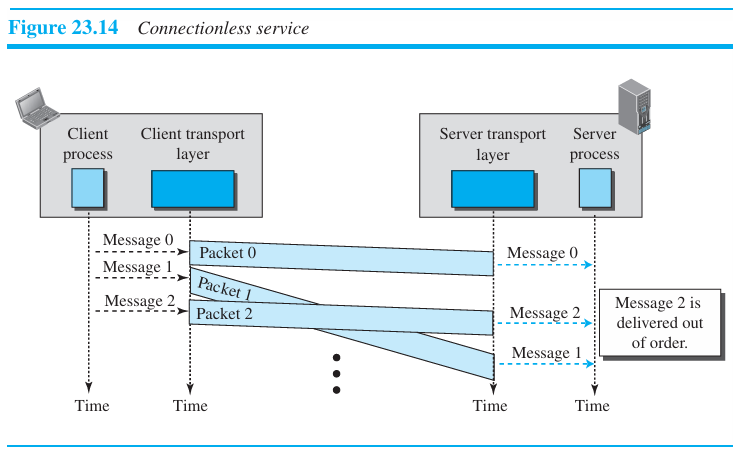 Figure 23.14 Connectionless service
Client
process
Client transport
layer
Server transport
layer
Server
process
Message 0
Packet 0
Message 0
Message 1
Packet 1
Message 2
Packet 2
Message 2
Message 2 is
delivered out
of order.
Message 1
Time
Time
Time
Time